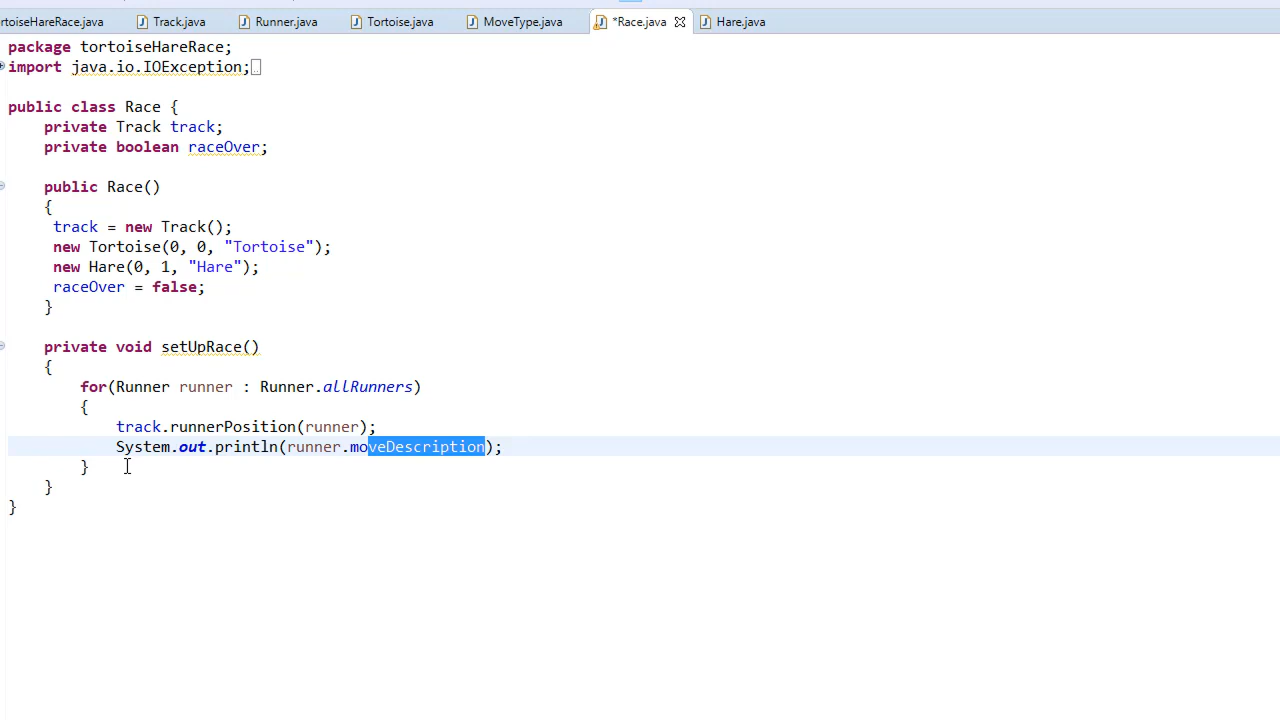 rtoiseHareRace.java Track.java Runner.java Tortoise.java MoveType.java *Race.java Hare.java
package tortoiseHareRace;
import java.io.IOException;
public class Race {
private Track track;
private boolean raceOver;
public Race()
{
track = new Track();
new Tortoise(0, 0, "Tortoise");
new Hare(0, 1, "Hare");
raceOver = false;
}
private void setUpRace()
{
for(Runner runner : Runner.allRunners)
{
track.runnerPosition(runner);
System.out.println(runner.moveDescription);
}
}
}